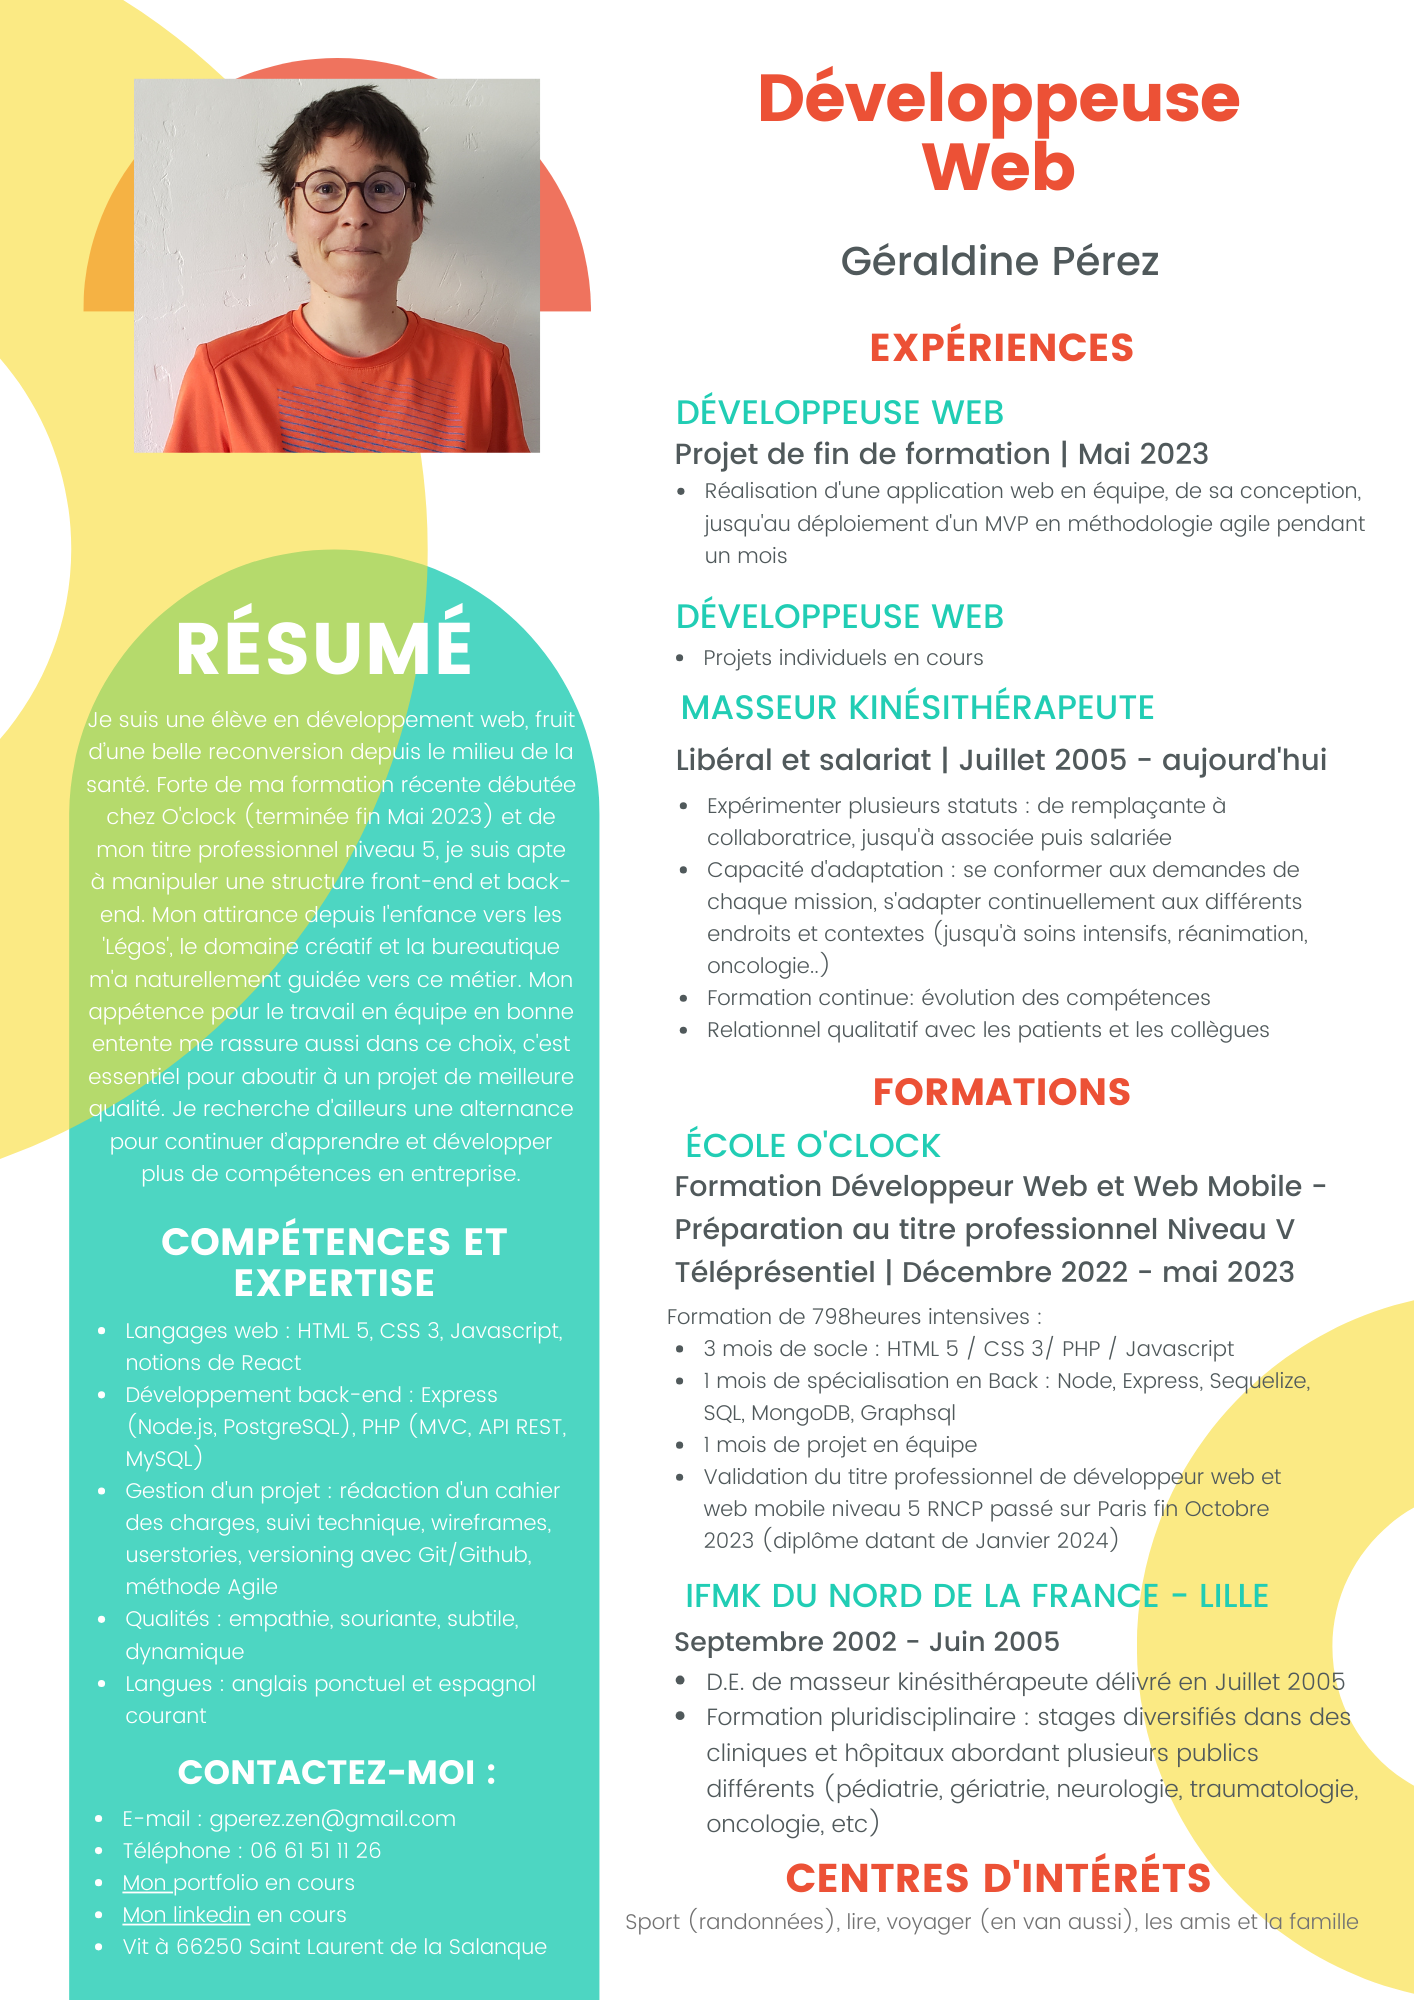 Développeuse
Web
Géraldine Pérez
EXPÉRIENCES
DÉVELOPPEUSE WEB
Projet de fin de formation | Mai 2023
• Réalisation d'une application web en équipe, de sa conception,
jusqu'au déploiement d'un MVP en méthodologie agile pendant
un mois
DÉVELOPPEUSE WEB
• Projets individuels en cours
MASSEUR KINÉSITHÉRAPEUTE
Libéral et salariat | Juillet 2005 - aujourd'hui
• Expérimenter plusieurs statuts : de remplaçante à
collaboratrice, jusqu'à associée puis salariée
• Capacité d'adaptation : se conformer aux demandes de
chaque mission, s'adapter continuellement aux différents
endroits et contextes (jusqu'à soins intensifs, réanimation,
oncologie..)
• Formation continue: évolution des compétences
• Relationnel qualitatif avec les patients et les collègues
FORMATIONS
ÉCOLE O'CLOCK
Formation Développeur Web et Web Mobile -
Préparation au titre professionnel Niveau V
Téléprésentiel | Décembre 2022 - mai 2023
Formation de 798heures intensives :
• 3 mois de socle : HTML 5 / CSS 3/ PHP / Javascript
• 1 mois de spécialisation en Back : Node, Express, Sequelize,
SQL, MongoDB, Graphsql
• 1 mois de projet en équipe
• Validation du titre professionnel de développeur web et
web mobile niveau 5 RNCP passé sur Paris fin Octobre
2023 (diplôme datant de Janvier 2024)
IFMK DU NORD DE LA FRANCE - LILLE
Septembre 2002 - Juin 2005
• D.E. de masseur kinésithérapeute délivré en Juillet 2005
• Formation pluridisciplinaire : stages diversifiés dans des
cliniques et hôpitaux abordant plusieurs publics
différents (pédiatrie, gériatrie, neurologie, traumatologie,
oncologie, etc)
CENTRES D'INTÉRÉTS
Sport (randonnées), lire, voyager (en van aussi), les amis et la famille
RÉSUMÉ
Je suis une élève en développement web, fruit
d'une belle reconversion depuis le milieu de la
santé. Forte de ma formation récente débutée
chez O'clock (terminée fin Mai 2023) et de
mon titre professionnel niveau 5, je suis apte
à manipuler une structure front-end et back-
end. Mon attirance depuis l'enfance vers les
'Légos', le domaine créatif et la bureautique
m'a naturellement guidée vers ce métier. Mon
appétence pour le travail en équipe en bonne
entente me rassure aussi dans ce choix, c'est
essentiel pour aboutir à un projet de meilleure
qualité. Je recherche d'ailleurs une alternance
pour continuer d'apprendre et développer
plus de compétences en entreprise.
COMPÉTENCES ET
EXPERTISE
• Langages web : HTML 5, CSS 3, Javascript,
notions de React
• Développement back-end : Express
(Node.js, PostgreSQL), PHP (MVC, API REST,
MySQL)
• Gestion d'un projet : rédaction d'un cahier
des charges, suivi technique, wireframes,
userstories, versioning avec Git/Github,
méthode Agile
• Qualités : empathie, souriante, subtile,
dynamique
• Langues : anglais ponctuel et espagnol
courant
CONTACTEZ-MOI :
• E-mail : gperez.zen@gmail.com
• Téléphone : 06 61 51 11 26
• Mon portfolio en cours
• Mon linkedin en cours
• Vit à 66250 Saint Laurent de la Salanque